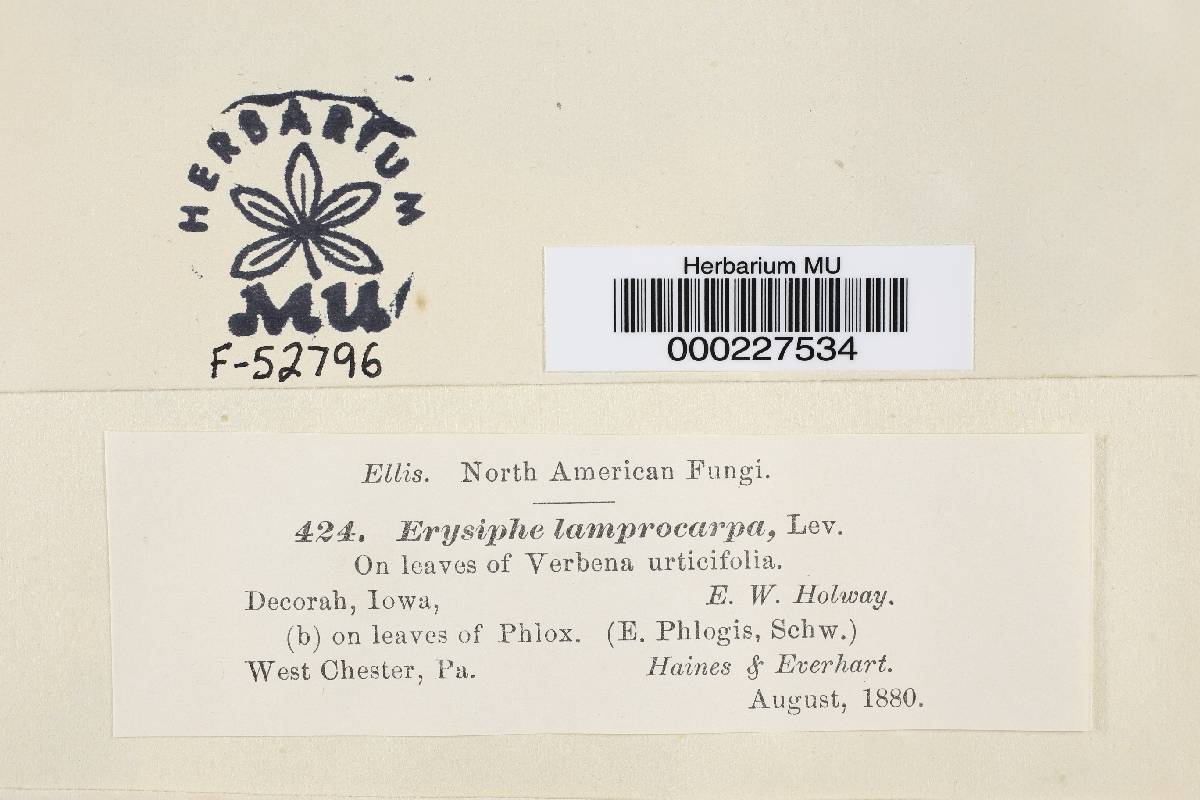 HERBARIUM
MU
F-52796
Herbarium MU
000227534
Ellis. North American Fungi.
424. Erysiphe lamprocarpa, Lev.
On leaves of Verbena urticifolia.
Decorah, Iowa, E. W. Holway.
(b) on leaves of Phlox. (E. Phlogis, Schw.)
West Chester, Pa. Haines & Everhart.
August, 1880.